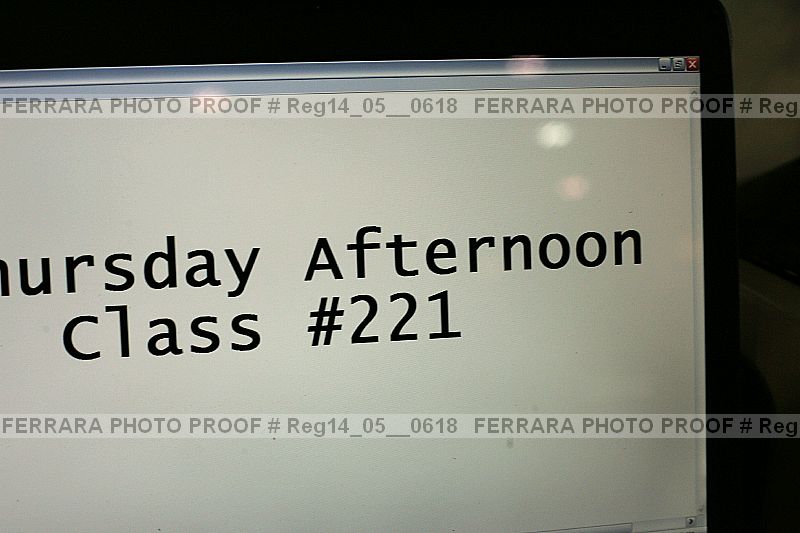 FERRARA PHOTO PROOF # Reg14_05__0618 FERRARA PHOTO PROOF # Reg
hursday Afternoon
Class #221
FERRARA PHOTO PROOF # Reg14_05__0618 FERRARA PHOTO PROOF # Reg